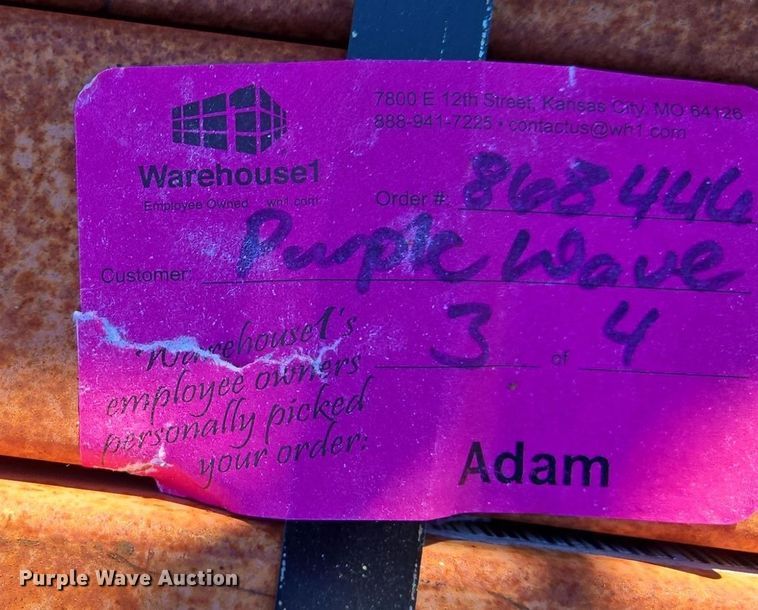 7800 E 12th Street, Kansas City, MO 64126
888-941-7225 • contactus@wh1.com
Warehouse1
Employee Owned wh1.com
Order #: 868446
Customer: Purple Wave
3 of 4
Warehouse1's
employee owners
personally picked
your order:
Adam
Purple Wave Auction